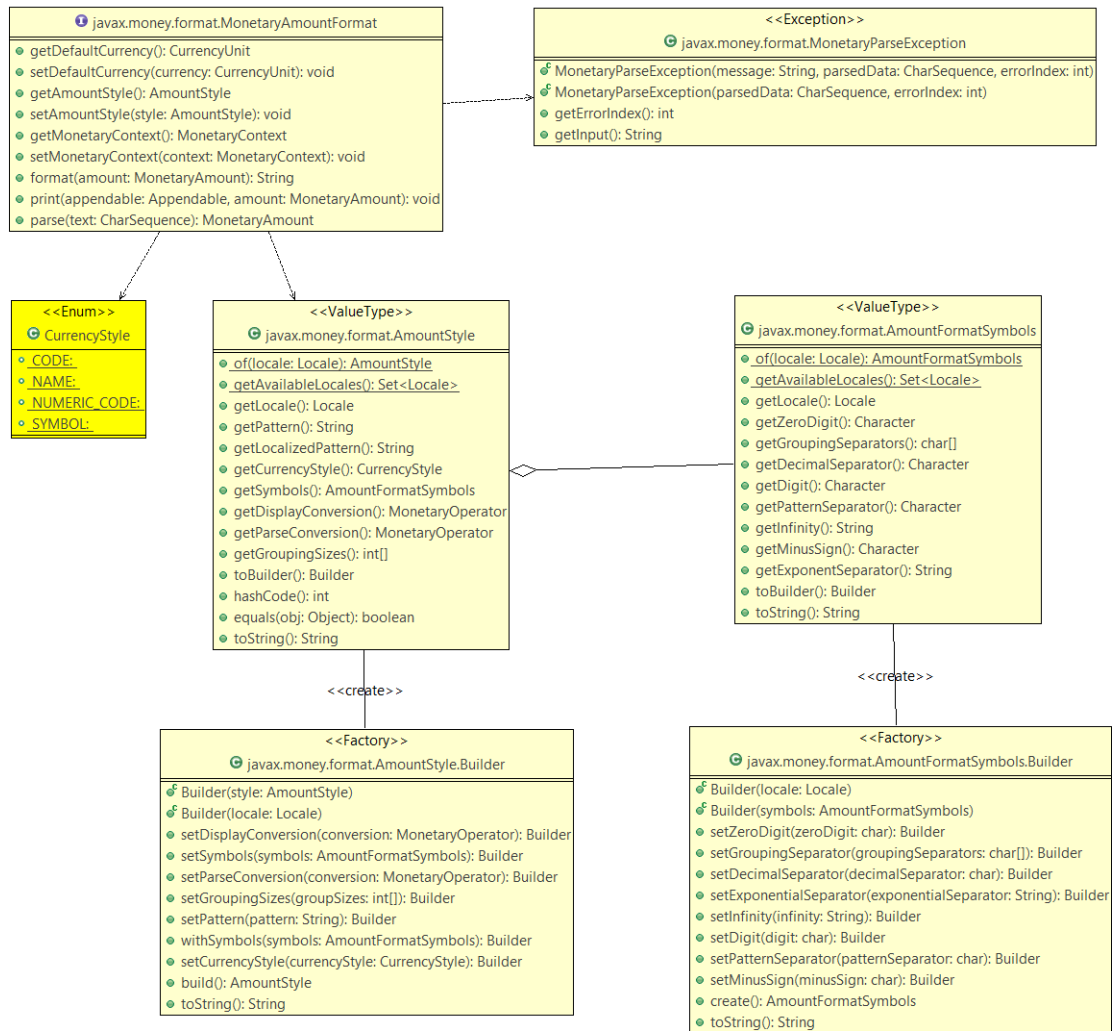 javax.money.format.MonetaryAmountFormat
getDefaultCurrency(): CurrencyUnit
setDefaultCurrency(currency: CurrencyUnit): void
getAmountStyle(): AmountStyle
setAmountStyle(style: AmountStyle): void
getMonetaryContext(): MonetaryContext
setMonetaryContext(context: MonetaryContext): void
format(amount: MonetaryAmount): String
print(appendable: Appendable, amount: MonetaryAmount): void
parse(text: CharSequence): MonetaryAmount
<<Exception>>
javax.money.format.MonetaryParseException
MonetaryParseException(message: String, parsedData: CharSequence, errorIndex: int)
MonetaryParseException(parsedData: CharSequence, errorIndex: int)
getErrorIndex(): int
getInput(): String
<<Enum>>
CurrencyStyle
CODE:
NAME:
NUMERIC_CODE:
SYMBOL:
<<ValueType>>
javax.money.format.AmountStyle
of(locale: Locale): AmountStyle
getAvailableLocales(): Set<Locale>
getLocale(): Locale
getPattern(): String
getLocalizedPattern(): String
getCurrencyStyle(): CurrencyStyle
getSymbols(): AmountFormatSymbols
getDisplayConversion(): MonetaryOperator
getParseConversion(): MonetaryOperator
getGroupingSizes(): int[]
toBuilder(): Builder
hashCode(): int
equals(obj: Object): boolean
toString(): String
<<ValueType>>
javax.money.format.AmountFormatSymbols
of(locale: Locale): AmountFormatSymbols
getAvailableLocales(): Set<Locale>
getLocale(): Locale
getZeroDigit(): Character
getGroupingSeparators(): char[]
getDecimalSeparator(): Character
getDigit(): Character
getPatternSeparator(): Character
getInfinity(): String
getMinusSign(): Character
getExponentSeparator(): String
toBuilder(): Builder
toString(): String
<<create>>
<<create>>
<<Factory>>
javax.money.format.AmountStyle.Builder
Builder(style: AmountStyle)
Builder(locale: Locale)
setDisplayConversion(conversion: MonetaryOperator): Builder
setSymbols(symbols: AmountFormatSymbols): Builder
setParseConversion(conversion: MonetaryOperator): Builder
setGroupingSizes(groupSizes: int[]): Builder
setPattern(pattern: String): Builder
withSymbols(symbols: AmountFormatSymbols): Builder
setCurrencyStyle(currencyStyle: CurrencyStyle): Builder
build(): AmountStyle
toString(): String
<<Factory>>
javax.money.format.AmountFormatSymbols.Builder
Builder(locale: Locale)
Builder(symbols: AmountFormatSymbols)
setZeroDigit(zeroDigit: char): Builder
setGroupingSeparator(groupingSeparators: char[]): Builder
setDecimalSeparator(decimalSeparator: char): Builder
setExponentialSeparator(exponentialSeparator: String): Builder
setInfinity(infinity: String): Builder
setDigit(digit: char): Builder
setPatternSeparator(patternSeparator: char): Builder
setMinusSign(minusSign: char): Builder
create(): AmountFormatSymbols
toString(): String